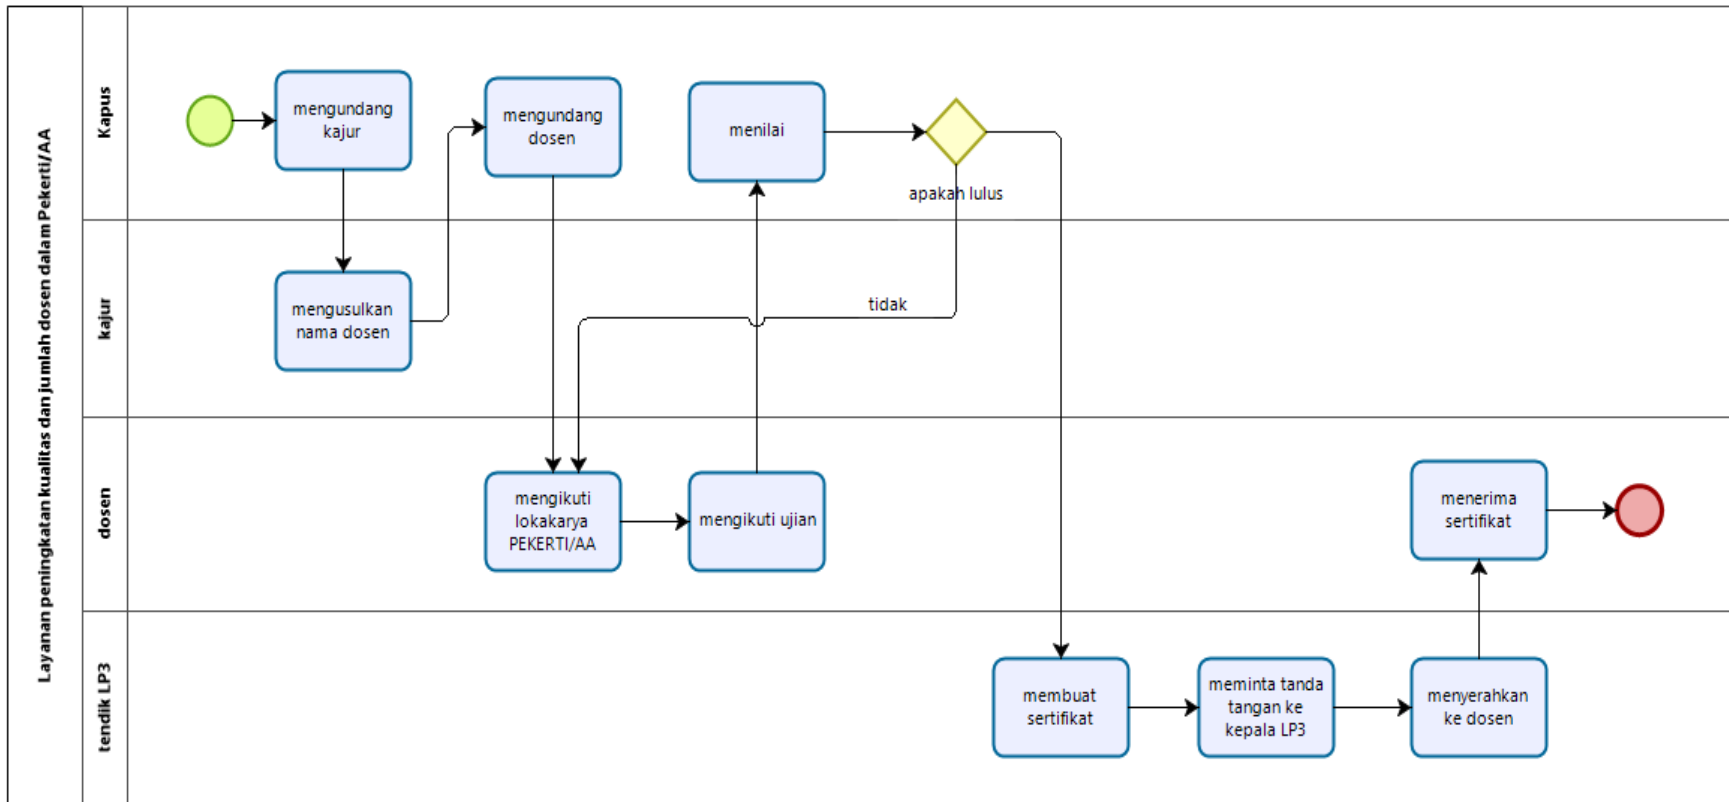 Layanan peningkatan kualitas dan jumlah dosen dalam Pekerti/AA
Kapus
mengundang
kajur
mengundang
dosen
menilai
apakah lulus
kajur
mengusulkan
nama dosen
tidak
dosen
mengikuti
lokakarya
PEKERTI/AA
mengikuti ujian
menerima
sertifikat
tendik LP3
membuat
sertifikat
meminta tanda
tangan ke
kepala LP3
menyerahkan
ke dosen